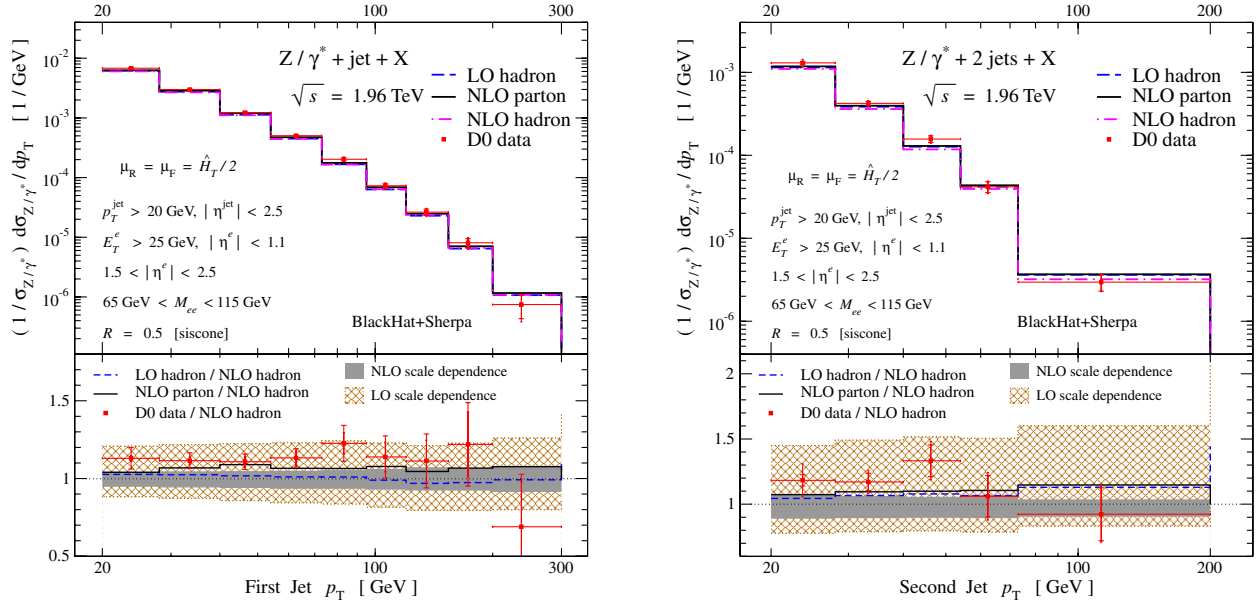 20 100 300
( 1 / σ_{Z / γ*} ) dσ_{Z / γ*} / dp_T [ 1 / GeV ]
10^{-2}
10^{-3}
10^{-4}
10^{-5}
10^{-6}
Z / γ* + jet + X
√s = 1.96 TeV
LO hadron
NLO parton
NLO hadron
D0 data
μ_R = μ_F = Ĥ_T / 2
p_T^{jet} > 20 GeV, | η^{jet} | < 2.5
E_T^e > 25 GeV, | η^e | < 1.1
1.5 < | η^e | < 2.5
65 GeV < M_{ee} < 115 GeV
R = 0.5 [siscone]
BlackHat+Sherpa
LO hadron / NLO hadron
NLO parton / NLO hadron
D0 data / NLO hadron
NLO scale dependence
LO scale dependence
1.5
1
0.5
20 100 200 300
First Jet p_T [ GeV ]
20 100 200
( 1 / σ_{Z / γ*} ) dσ_{Z / γ*} / dp_T [ 1 / GeV ]
10^{-3}
10^{-4}
10^{-5}
10^{-6}
Z / γ* + 2 jets + X
√s = 1.96 TeV
LO hadron
NLO parton
NLO hadron
D0 data
μ_R = μ_F = Ĥ_T / 2
p_T^{jet} > 20 GeV, | η^{jet} | < 2.5
E_T^e > 25 GeV, | η^e | < 1.1
1.5 < | η^e | < 2.5
65 GeV < M_{ee} < 115 GeV
R = 0.5 [siscone]
BlackHat+Sherpa
LO hadron / NLO hadron
NLO parton / NLO hadron
D0 data / NLO hadron
NLO scale dependence
LO scale dependence
2
1.5
1
20 100 200
Second Jet p_T [ GeV ]